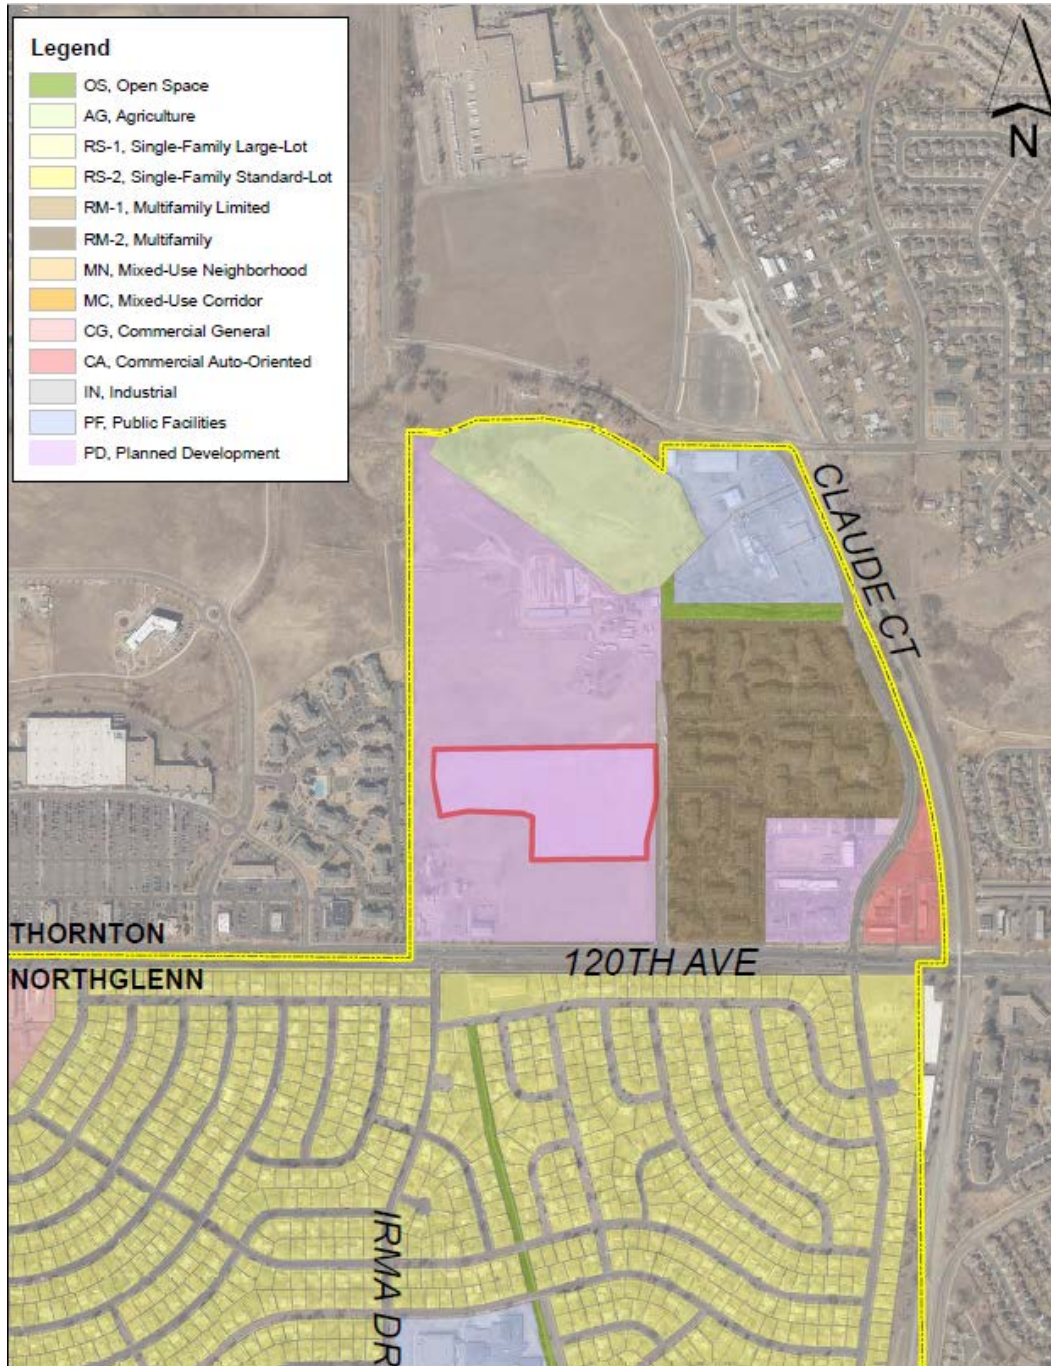 Legend
OS, Open Space
AG, Agriculture
RS-1, Single-Family Large-Lot
RS-2, Single-Family Standard-Lot
RM-1, Multifamily Limited
RM-2, Multifamily
MN, Mixed-Use Neighborhood
MC, Mixed-Use Corridor
CG, Commercial General
CA, Commercial Auto-Oriented
IN, Industrial
PF, Public Facilities
PD, Planned Development
N
CLAUDE CT
THORNTON
NORTHGLENN
120TH AVE
IRMA DR